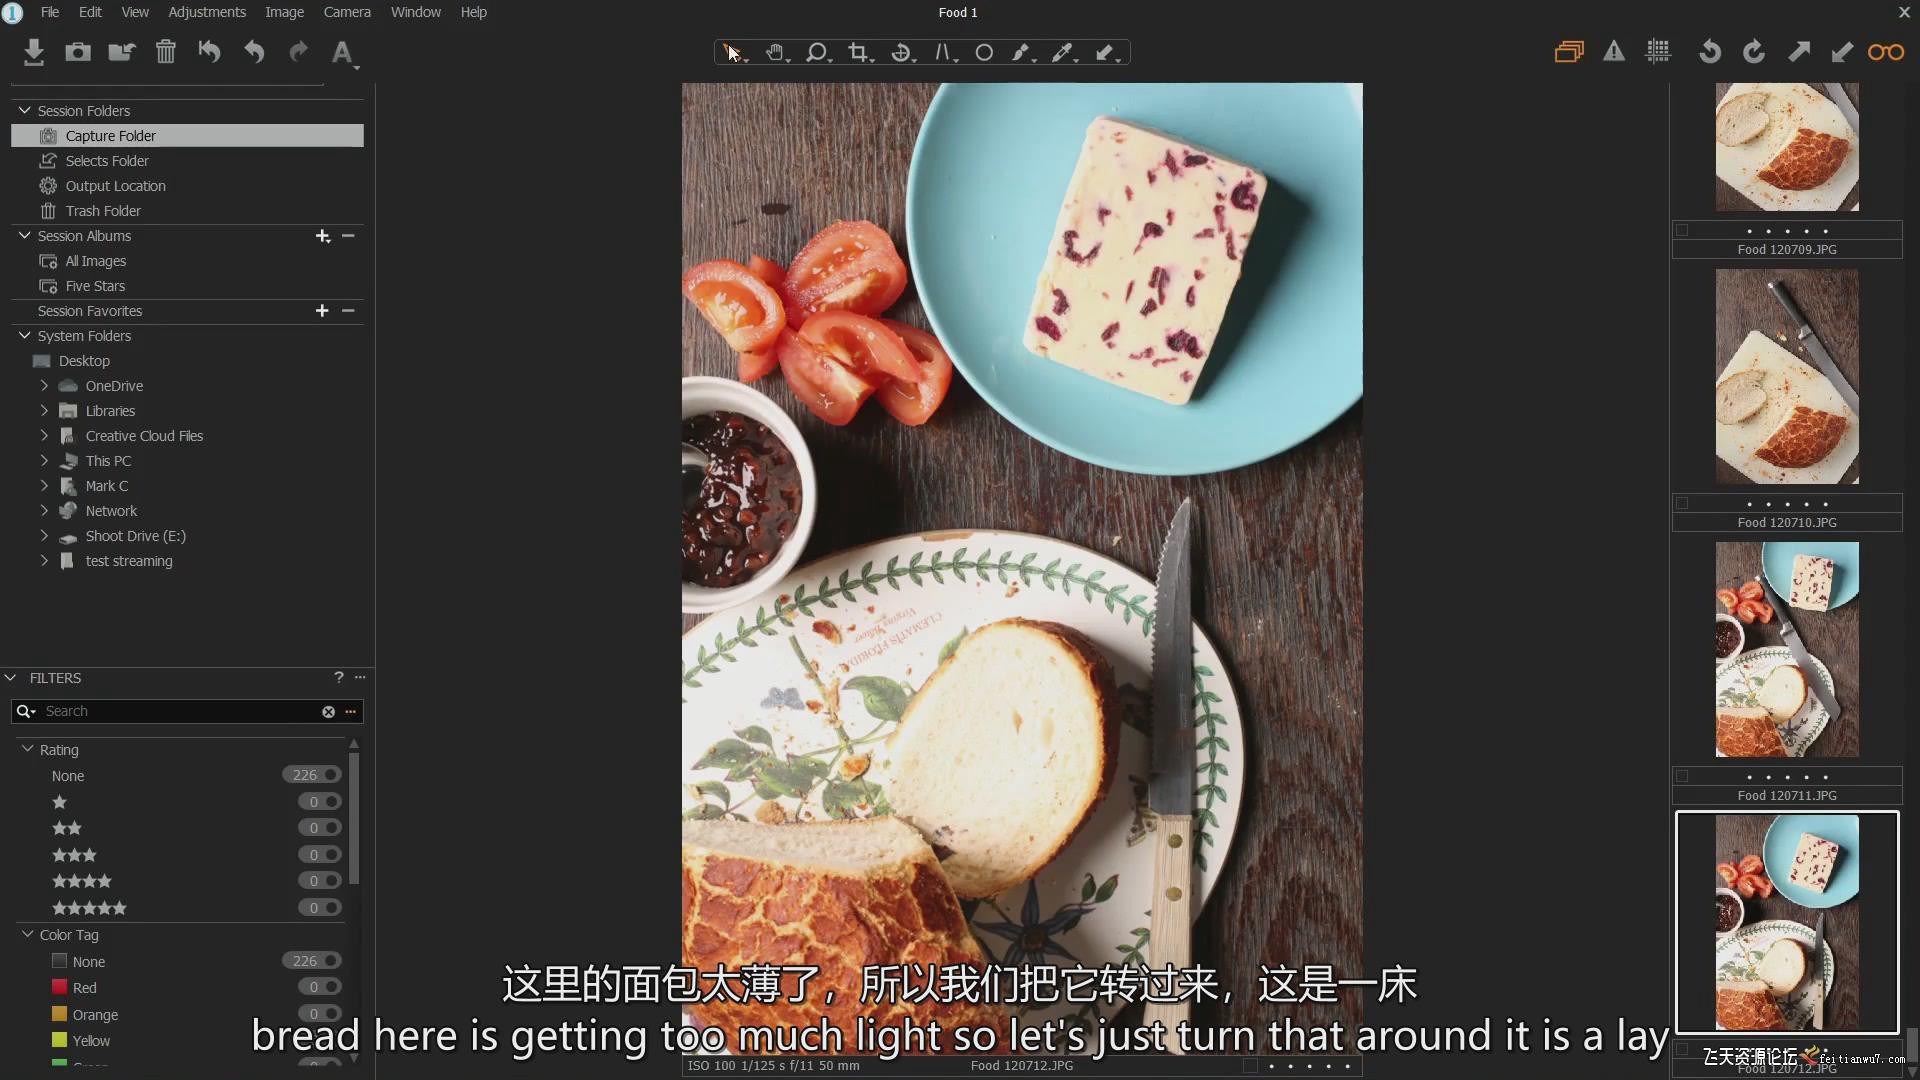 File Edit View Adjustments Image Camera Window Help
Food 1
Session Folders
Capture Folder
Selects Folder
Output Location
Trash Folder
Session Albums
All Images
Five Stars
Session Favorites
System Folders
Desktop
OneDrive
Libraries
Creative Cloud Files
This PC
Mark C
Network
Shoot Drive (E:)
test streaming
FILTERS
Search
Rating
None 226
0
0
0
0
0
Color Tag
None 226
Red 0
Orange 0
Yellow 0
CLEMATIS FLORIDA
Food 120709.JPG
Food 120710.JPG
Food 120711.JPG
这里的面包太薄了，所以我们把它转过来，这是一床
bread here is getting too much light so let's just turn that around it is a lay
ISO 100 1/125 s f/11 50 mm
Food 120712.JPG
飞天资源论坛 feitianwu7.com
Food 120712.JPG